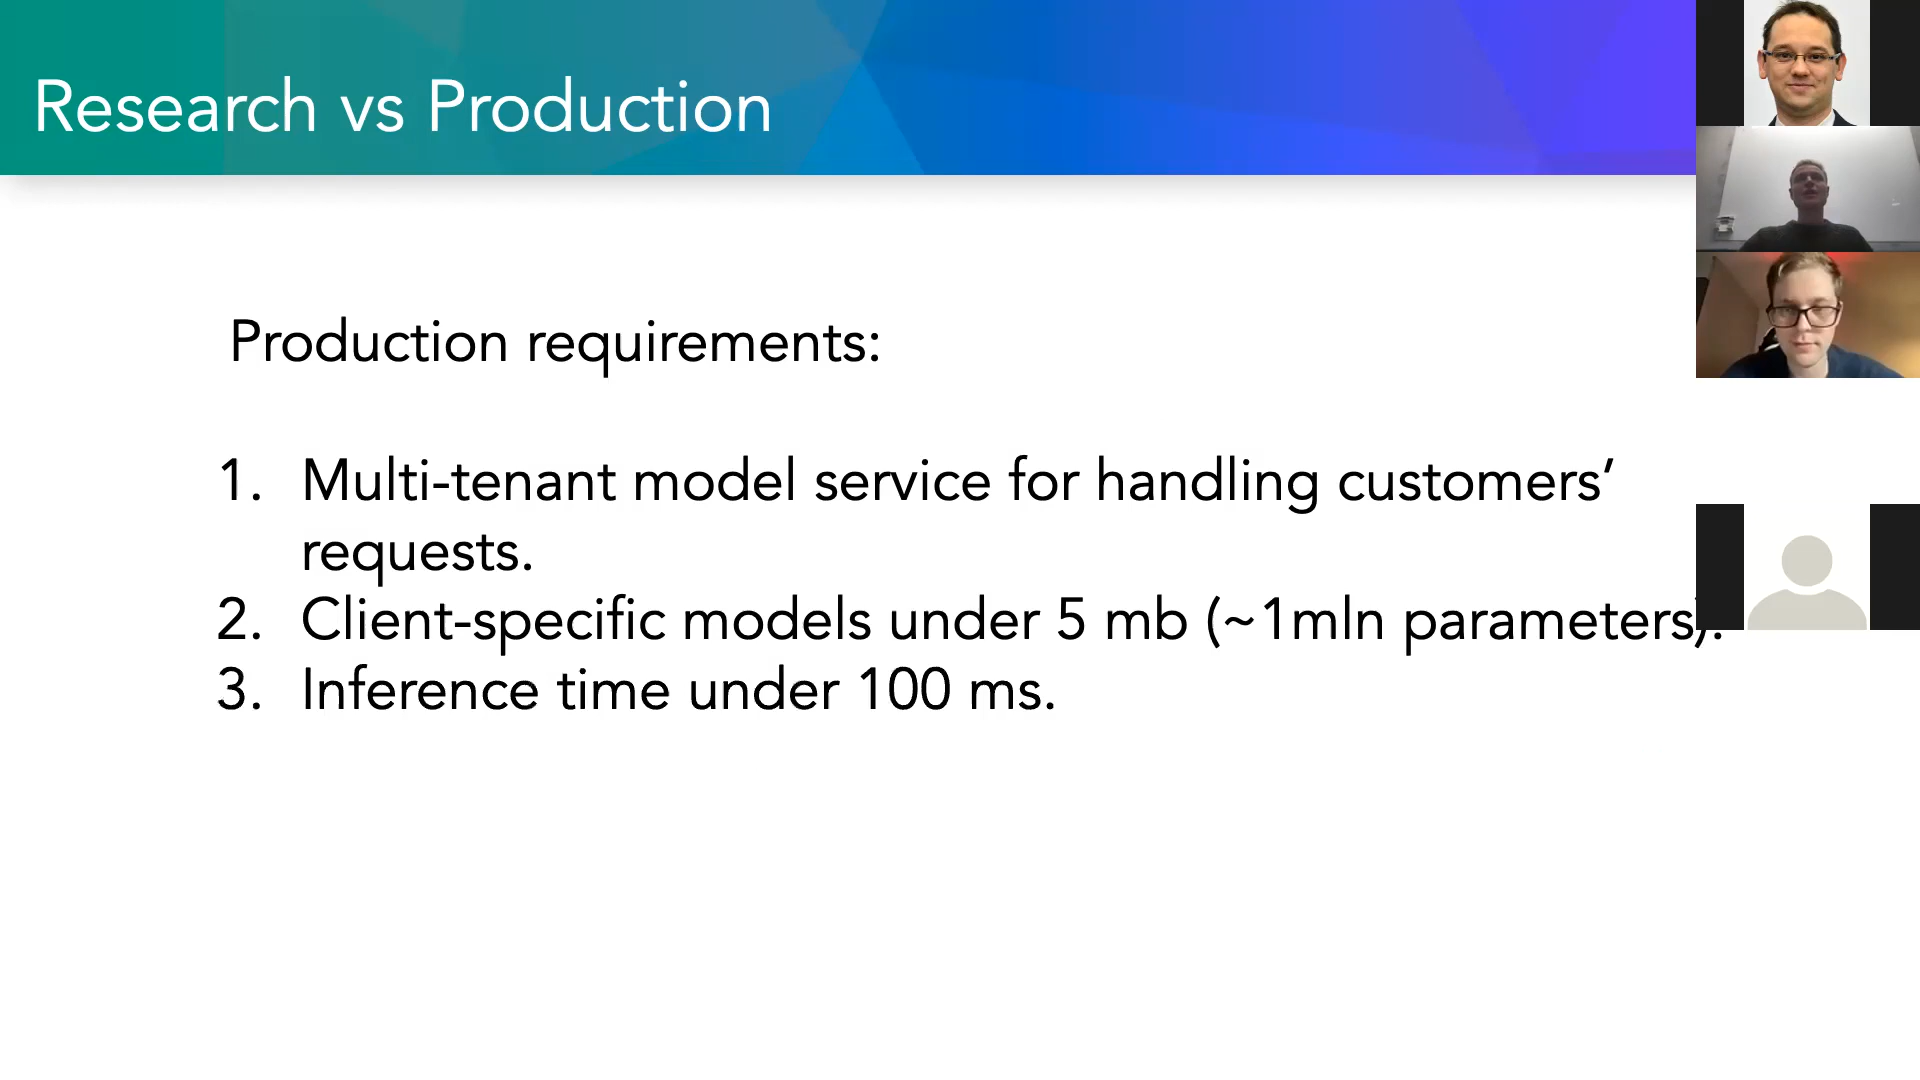 Research vs Production
Production requirements:
1. Multi-tenant model service for handling customers’
requests.
2. Client-specific models under 5 mb (~1mln parameters).
3. Inference time under 100 ms.